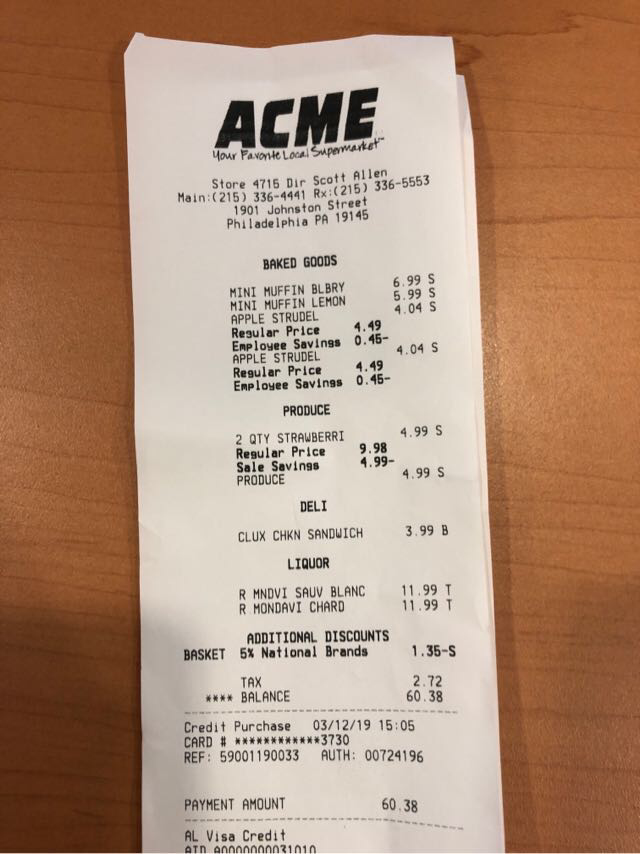 ACME
Your Favorite Local Supermarket™
Store 4715 Dir Scott Allen
Main:(215) 336-4441 Rx:(215) 336-5553
1901 Johnston Street
Philadelphia PA 19145
BAKED GOODS
MINI MUFFIN BLBRY 6.99 S
MINI MUFFIN LEMON 5.99 S
APPLE STRUDEL 4.04 S
Regular Price 4.49
Employee Savings 0.45-
APPLE STRUDEL 4.04 S
Regular Price 4.49
Employee Savings 0.45-
PRODUCE
2 QTY STRAWBERRI 4.99 S
Regular Price 9.98
Sale Savings 4.99-
PRODUCE 4.99 S
DELI
CLUX CHKN SANDWICH 3.99 B
LIQUOR
R MNDVI SAUV BLANC 11.99 T
R MONDAVI CHARD 11.99 T
ADDITIONAL DISCOUNTS
BASKET 5% National Brands 1.35-S
TAX 2.72
**** BALANCE 60.38
Credit Purchase 03/12/19 15:05
CARD # ************3730
REF: 59001190033 AUTH: 00724196
PAYMENT AMOUNT 60.38
AL Visa Credit
AID A0000000031010